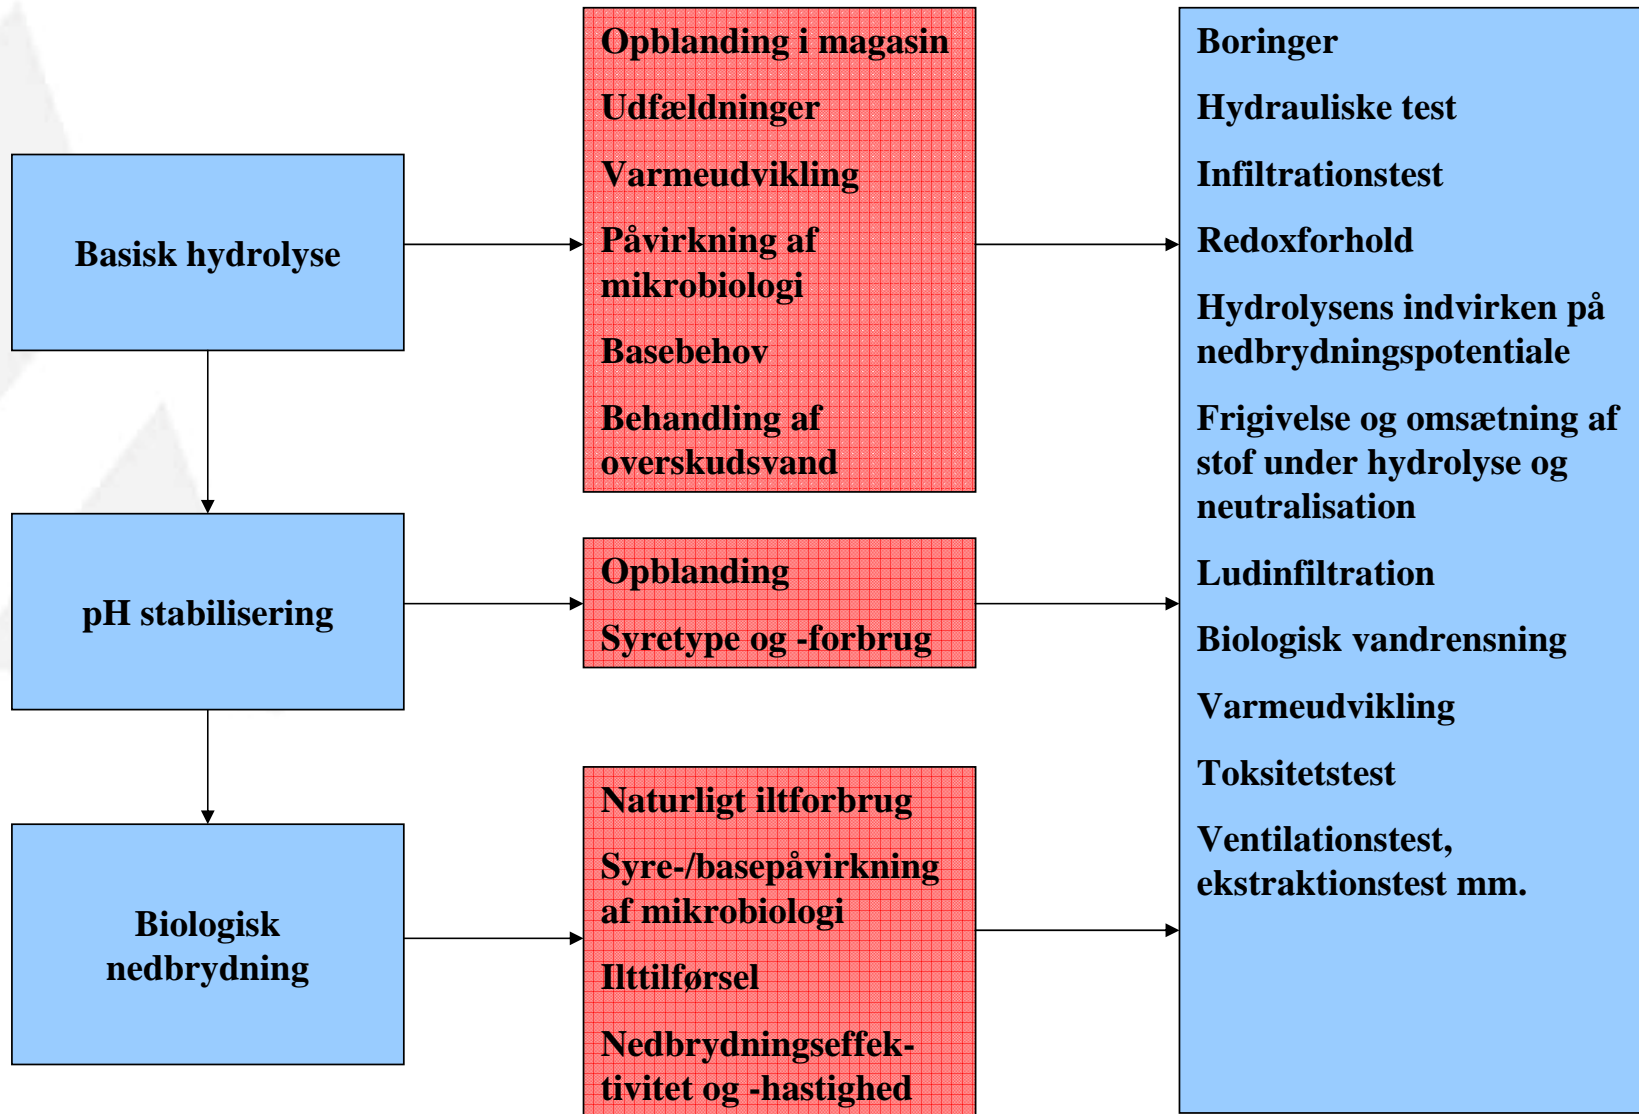 Basisk hydrolyse
pH stabilisering
Biologisk
nedbrydning
Opblanding i magasin
Udfældninger
Varmeudvikling
Påvirkning af
mikrobiologi
Basebehov
Behandling af
overskudsvand
Opblanding
Syretype og -forbrug
Naturligt iltforbrug
Syre-/basepåvirkning
af mikrobiologi
Ilttilførsel
Nedbrydningseffek-
tivitet og -hastighed
Boringer
Hydrauliske test
Infiltrationstest
Redoxforhold
Hydrolysens indvirken på
nedbrydningspotentiale
Frigivelse og omsætning af
stof under hydrolyse og
neutralisation
Ludinfiltration
Biologisk vandrensning
Varmeudvikling
Toksitetstest
Ventilationstest,
ekstraktionstest mm.